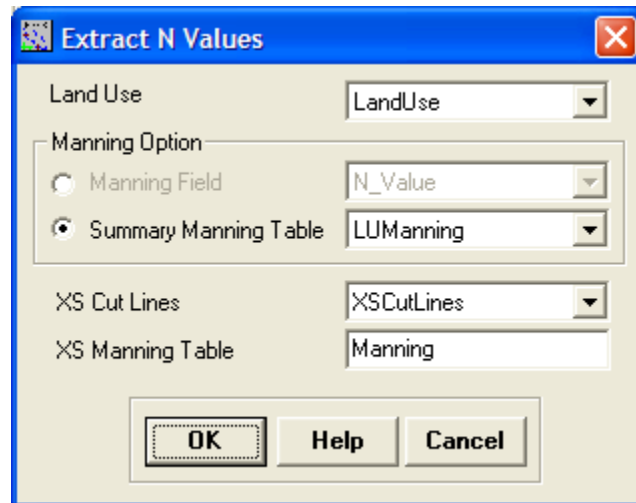 Extract N Values
Land Use LandUse
Manning Option
Manning Field N_Value
Summary Manning Table LUManning
XS Cut Lines XSCutLines
XS Manning Table Manning
OK Help Cancel